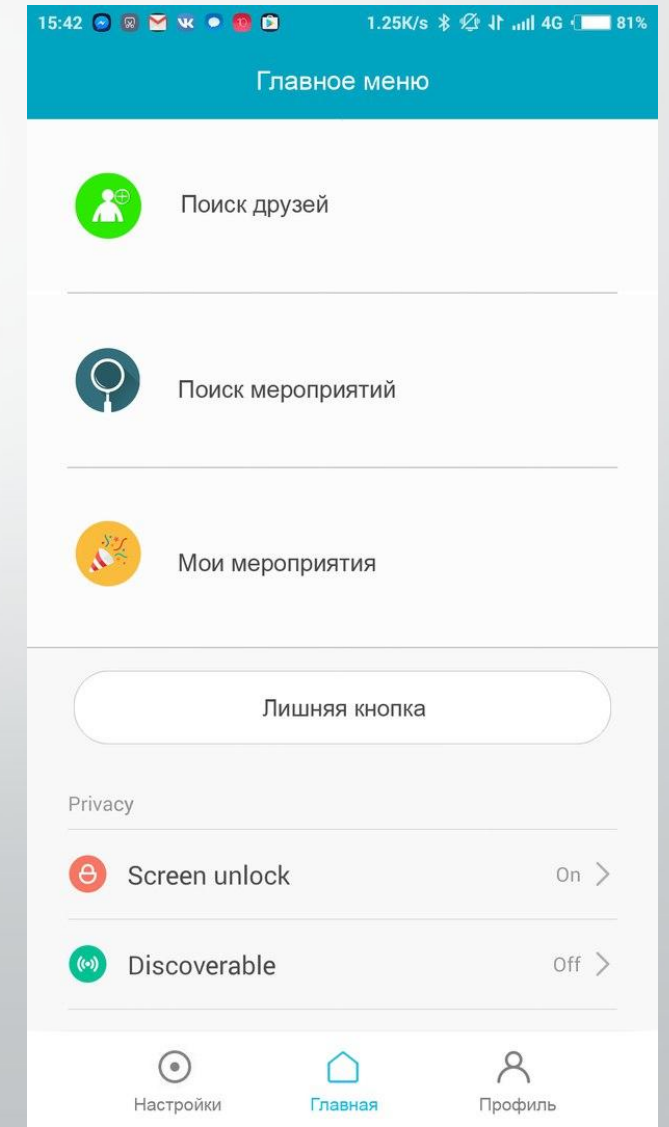 15:42 1.25K/s 4G 81%
Главное меню
Поиск друзей
Поиск мероприятий
Мои мероприятия
Лишняя кнопка
Privacy
Screen unlock On
Discoverable Off
Настройки Главная Профиль